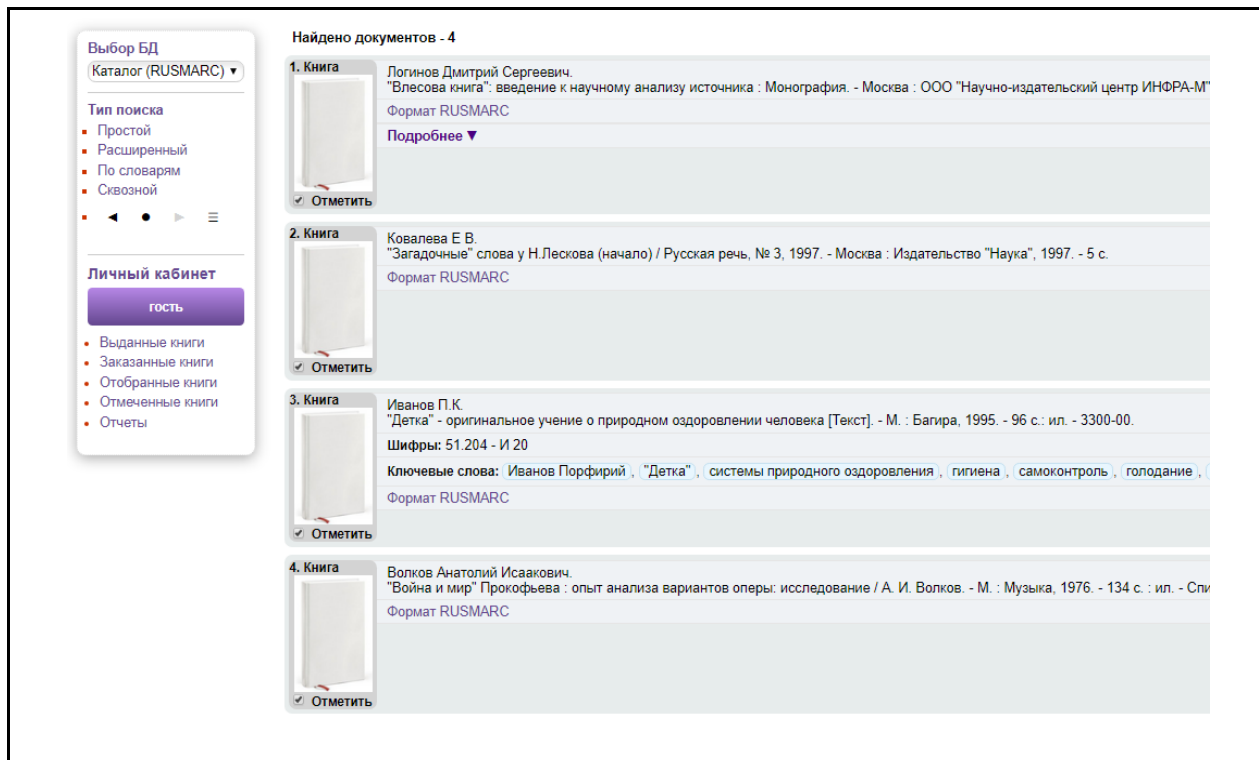 Выбор БД
Каталог (RUSMARC)
Тип поиска
Простой
Расширенный
По словарям
Сквозной
Личный кабинет
гость
Выданные книги
Заказанные книги
Отобранные книги
Отмеченные книги
Отчеты
Найдено документов - 4
1. Книга
Логинов Дмитрий Сергеевич.
"Влесова книга": введение к научному анализу источника : Монография. - Москва : ООО "Научно-издательский центр ИНФРА-М"
Формат RUSMARC
Подробнее ▼
Отметить
2. Книга
Ковалева Е В.
"Загадочные" слова у Н.Лескова (начало) / Русская речь, № 3, 1997. - Москва : Издательство "Наука", 1997. - 5 с.
Формат RUSMARC
Отметить
3. Книга
Иванов П.К.
"Детка" - оригинальное учение о природном оздоровлении человека [Текст]. - М. : Багира, 1995. - 96 с.: ил. - 3300-00.
Шифры: 51.204 - И 20
Ключевые слова: Иванов Порфирий , "Детка" , системы природного оздоровления , гигиена , самоконтроль , голодание ,
Формат RUSMARC
Отметить
4. Книга
Волков Анатолий Исаакович.
"Война и мир" Прокофьева : опыт анализа вариантов оперы: исследование / А. И. Волков. - М. : Музыка, 1976. - 134 с. : ил. - Спи
Формат RUSMARC
Отметить